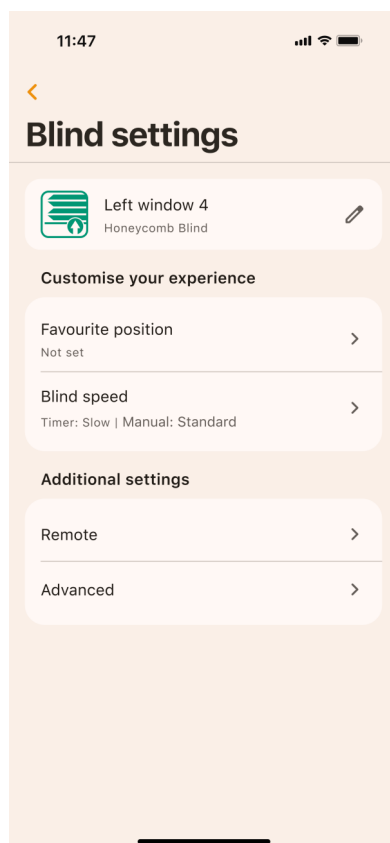 11:47
Blind settings
Left window 4
Honeycomb Blind
Customise your experience
Favourite position
Not set
Blind speed
Timer: Slow | Manual: Standard
Additional settings
Remote
Advanced